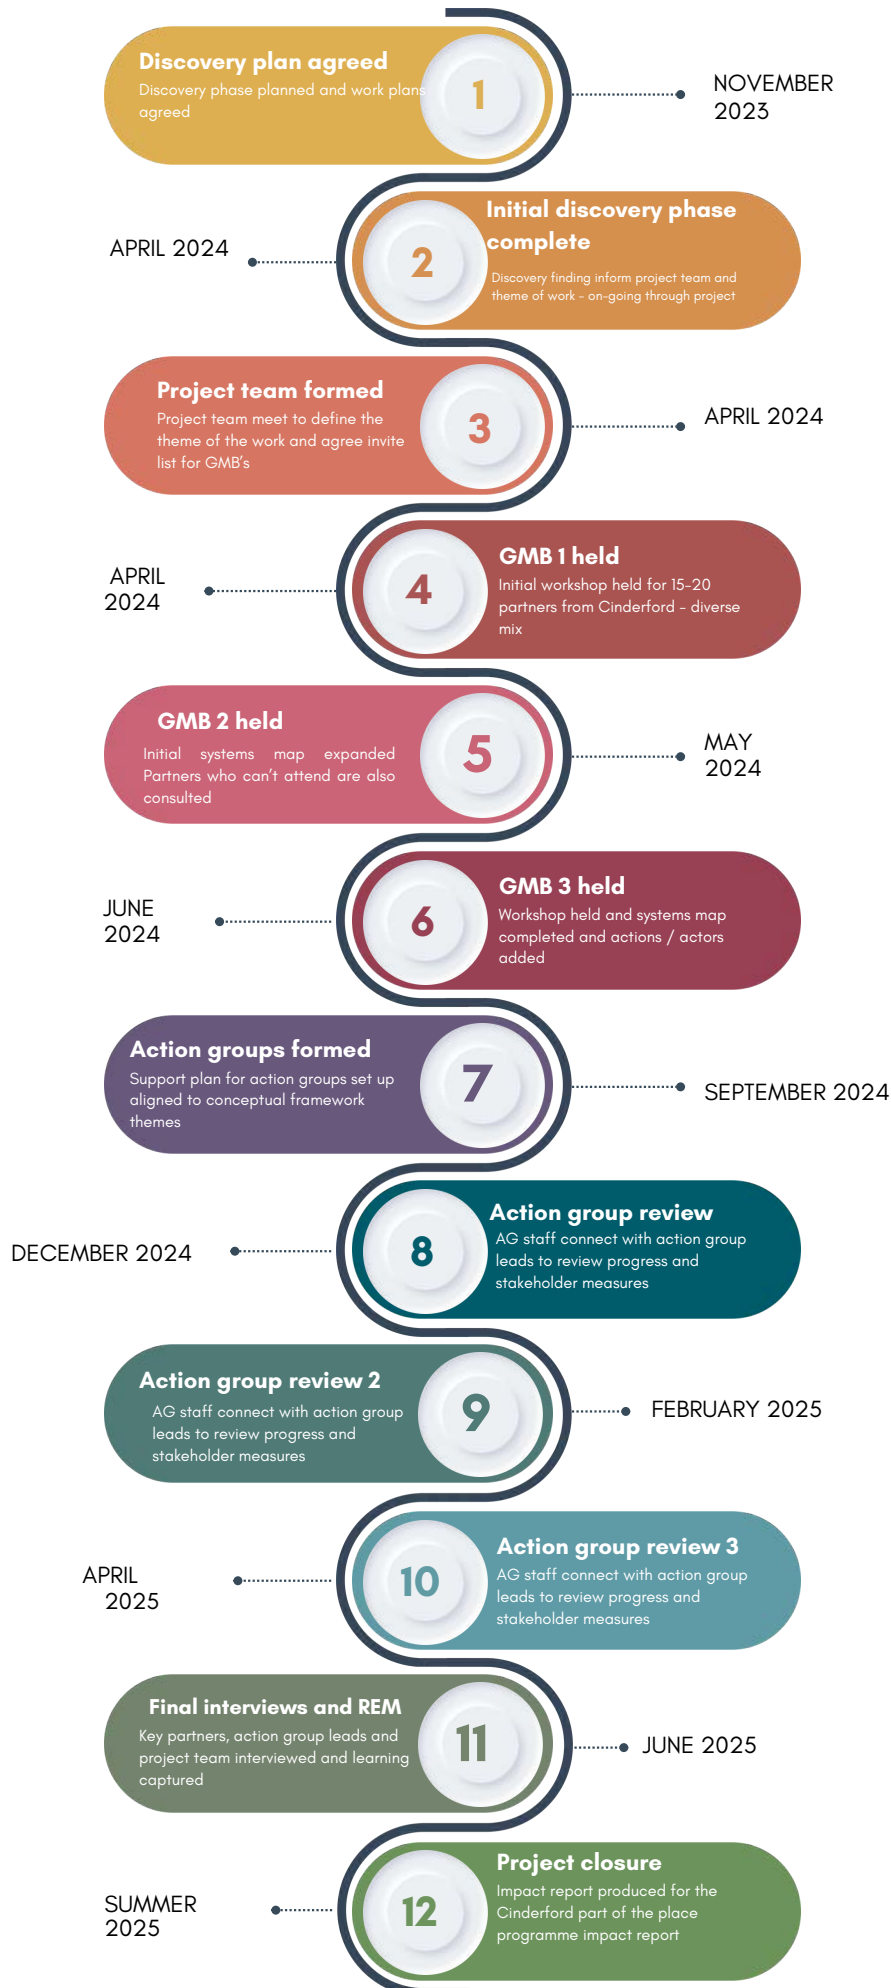 Discovery plan agreed
Discovery phase planned and work plans
agreed
1
NOVEMBER
2023
Initial discovery phase
complete
Discovery finding inform project team and
theme of work - on-going through project
2
APRIL 2024
Project team formed
Project team meet to define the
theme of the work and agree invite
list for GMB's
3
APRIL 2024
GMB 1 held
Initial workshop held for 15-20
partners from Cinderford - diverse
mix
4
APRIL
2024
GMB 2 held
Initial systems map expanded
Partners who can't attend are also
consulted
5
MAY
2024
GMB 3 held
Workshop held and systems map
completed and actions / actors
added
6
JUNE
2024
Action groups formed
Support plan for action groups set up
aligned to conceptual framework
themes
7
SEPTEMBER 2024
Action group review
AG staff connect with action group
leads to review progress and
stakeholder measures
8
DECEMBER 2024
Action group review 2
AG staff connect with action group
leads to review progress and
stakeholder measures
9
FEBRUARY 2025
Action group review 3
AG staff connect with action group
leads to review progress and
stakeholder measures
10
APRIL
2025
Final interviews and REM
Key partners, action group leads and
project team interviewed and learning
captured
11
JUNE 2025
Project closure
Impact report produced for the
Cinderford part of the place
programme impact report
12
SUMMER
2025